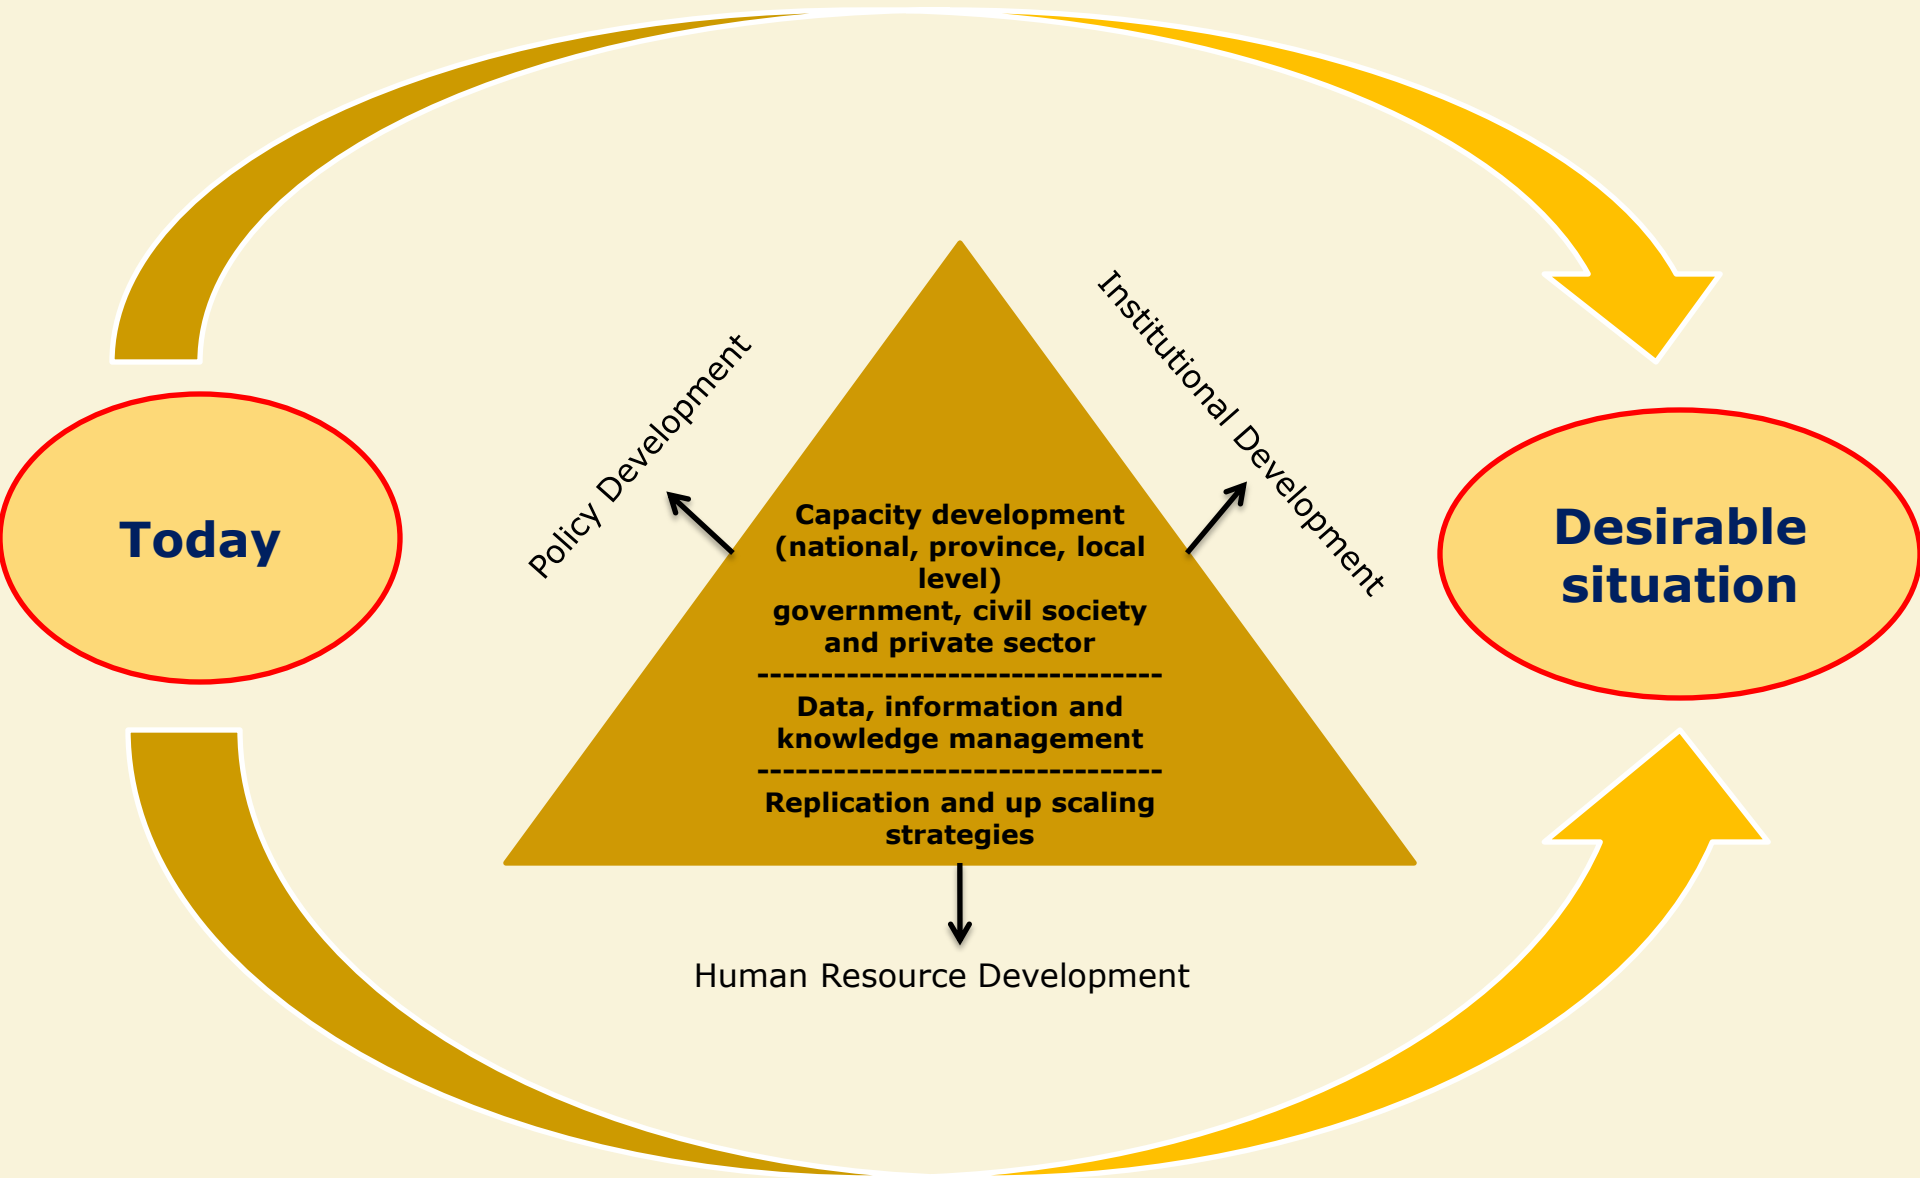 Policy Development
Institutional Development
Today
Capacity development
(national, province, local
level)
government, civil society
and private sector
--------------------------------
Data, information and
knowledge management
--------------------------------
Replication and up scaling
strategies
Desirable
situation
Human Resource Development